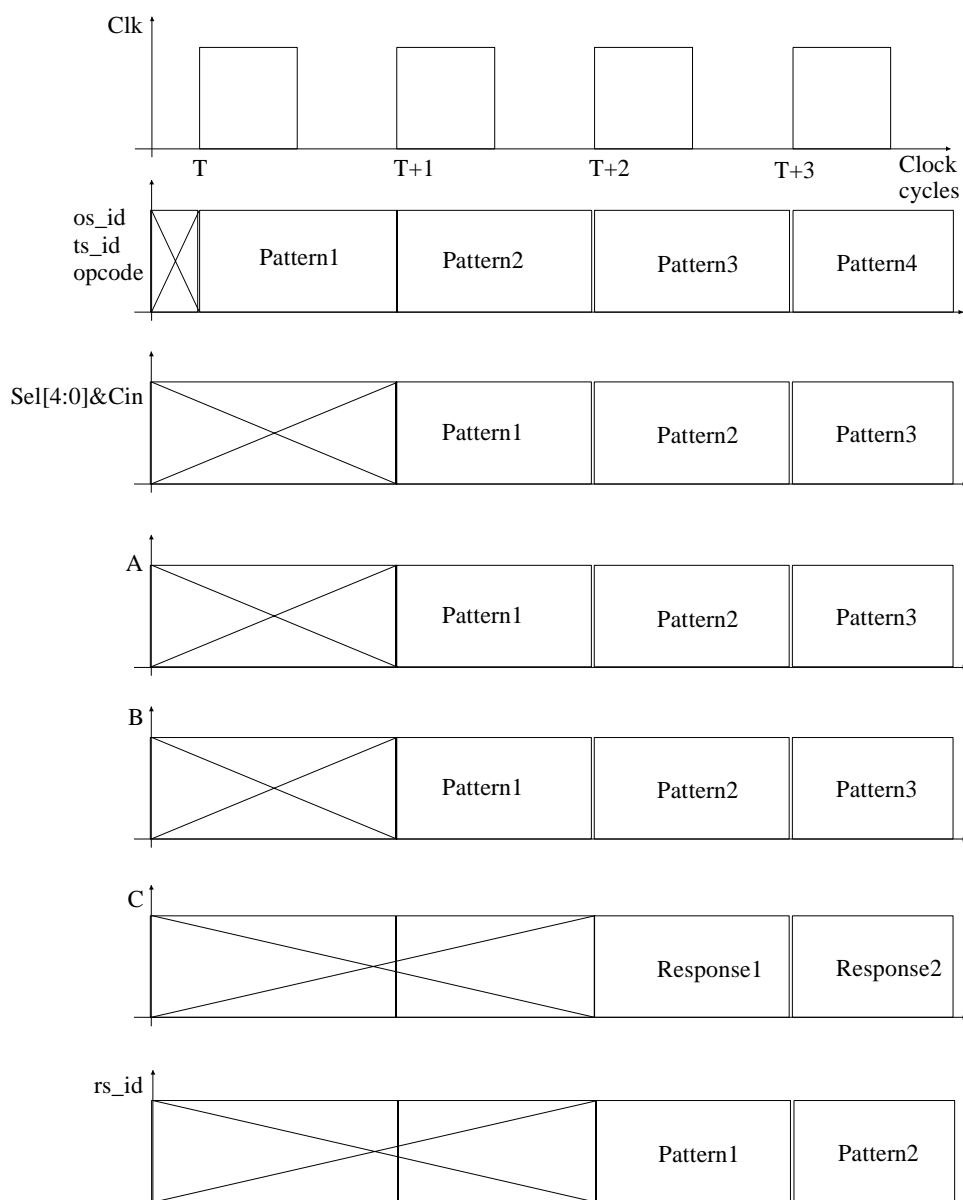 Clk
T T+1 T+2 T+3 Clock
cycles
os_id
ts_id
opcode
Pattern1 Pattern2 Pattern3 Pattern4
Sel[4:0]&Cin
Pattern1 Pattern2 Pattern3
A
Pattern1 Pattern2 Pattern3
B
Pattern1 Pattern2 Pattern3
C
Response1 Response2
rs_id
Pattern1 Pattern2